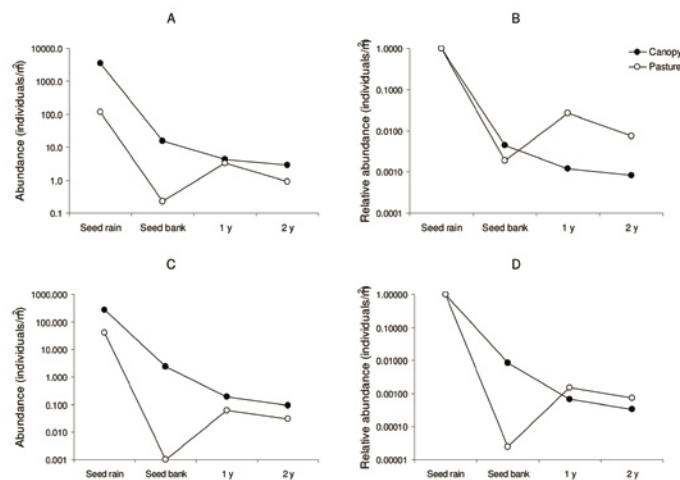 A
B
Abundance (individuals/m²)
10000.0
1000.0
100.0
10.0
1.0
0.1
Seed rain
Seed bank
1 y
2 y
Relative abundance (individuals/m²)
1.0000
0.1000
0.0100
0.0010
0.0001
Seed rain
Seed bank
1 y
2 y
Canopy
Pasture
C
D
Abundance (individuals/m²)
1000.000
100.000
10.000
1.000
0.100
0.010
0.001
Seed rain
Seed bank
1 y
2 y
Relative abundance (individuals/m²)
1.00000
0.10000
0.01000
0.00100
0.00010
0.00001
Seed rain
Seed bank
1 y
2 y